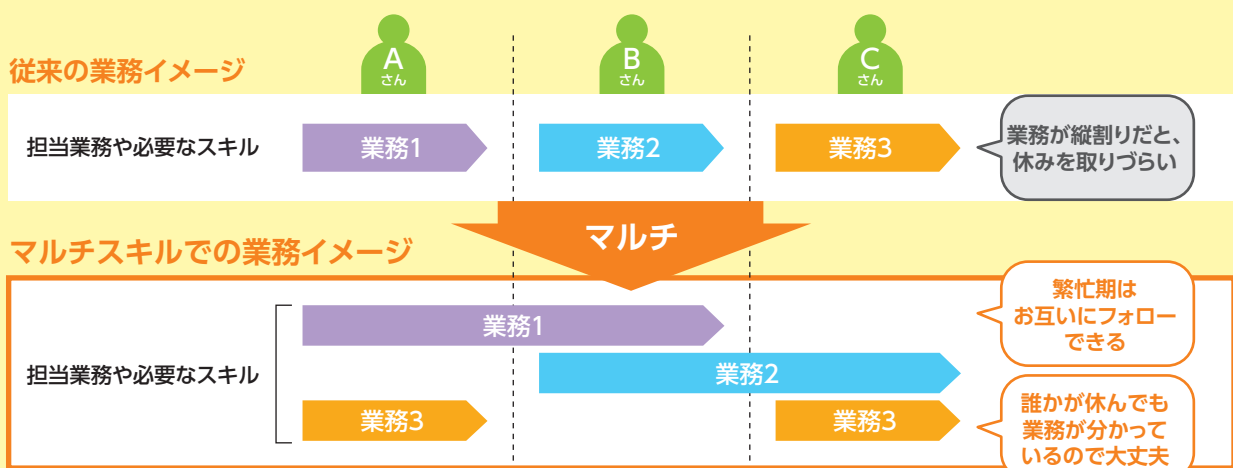 A
さん
B
さん
C
さん
従来の業務イメージ
担当業務や必要なスキル
業務1
業務2
業務3
業務が縦割りだと、
休みを取りづらい
マルチ
マルチスキルでの業務イメージ
担当業務や必要なスキル
業務1
業務2
業務3
業務3
繁忙期は
お互いにフォロー
できる
誰かが休んでも
業務が分かって
いるので大丈夫